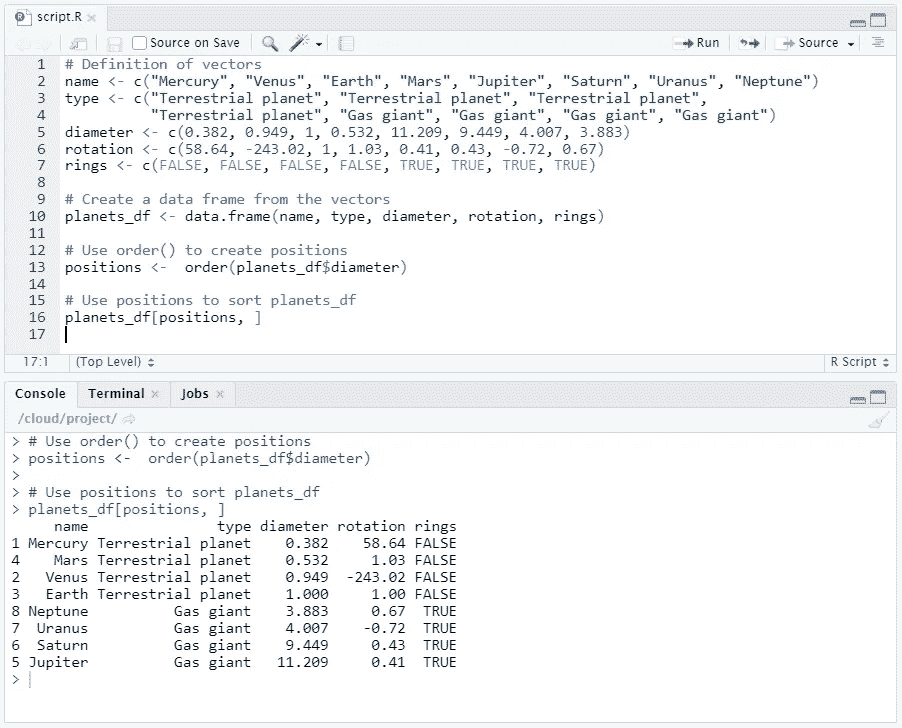 script.R ×
Source on Save Run Source
1 # Definition of vectors
2 name <- c("Mercury", "Venus", "Earth", "Mars", "Jupiter", "Saturn", "Uranus", "Neptune")
3 type <- c("Terrestrial planet", "Terrestrial planet", "Terrestrial planet",
4           "Terrestrial planet", "Gas giant", "Gas giant", "Gas giant", "Gas giant")
5 diameter <- c(0.382, 0.949, 1, 0.532, 11.209, 9.449, 4.007, 3.883)
6 rotation <- c(58.64, -243.02, 1, 1.03, 0.41, 0.43, -0.72, 0.67)
7 rings <- c(FALSE, FALSE, FALSE, FALSE, TRUE, TRUE, TRUE, TRUE)
8
9 # Create a data frame from the vectors
10 planets_df <- data.frame(name, type, diameter, rotation, rings)
11
12 # Use order() to create positions
13 positions <-  order(planets_df$diameter)
14
15 # Use positions to sort planets_df
16 planets_df[positions, ]
17
17:1 (Top Level) R Script
Console Terminal × Jobs ×
/cloud/project/
> # Use order() to create positions
> positions <-  order(planets_df$diameter)
>
> # Use positions to sort planets_df
> planets_df[positions, ]
     name               type diameter rotation rings
1 Mercury Terrestrial planet    0.382    58.64 FALSE
4    Mars Terrestrial planet    0.532     1.03 FALSE
2   Venus Terrestrial planet    0.949  -243.02 FALSE
3   Earth Terrestrial planet    1.000     1.00 FALSE
8 Neptune          Gas giant    3.883     0.67  TRUE
7  Uranus          Gas giant    4.007    -0.72  TRUE
6  Saturn          Gas giant    9.449     0.43  TRUE
5 Jupiter          Gas giant   11.209     0.41  TRUE
>